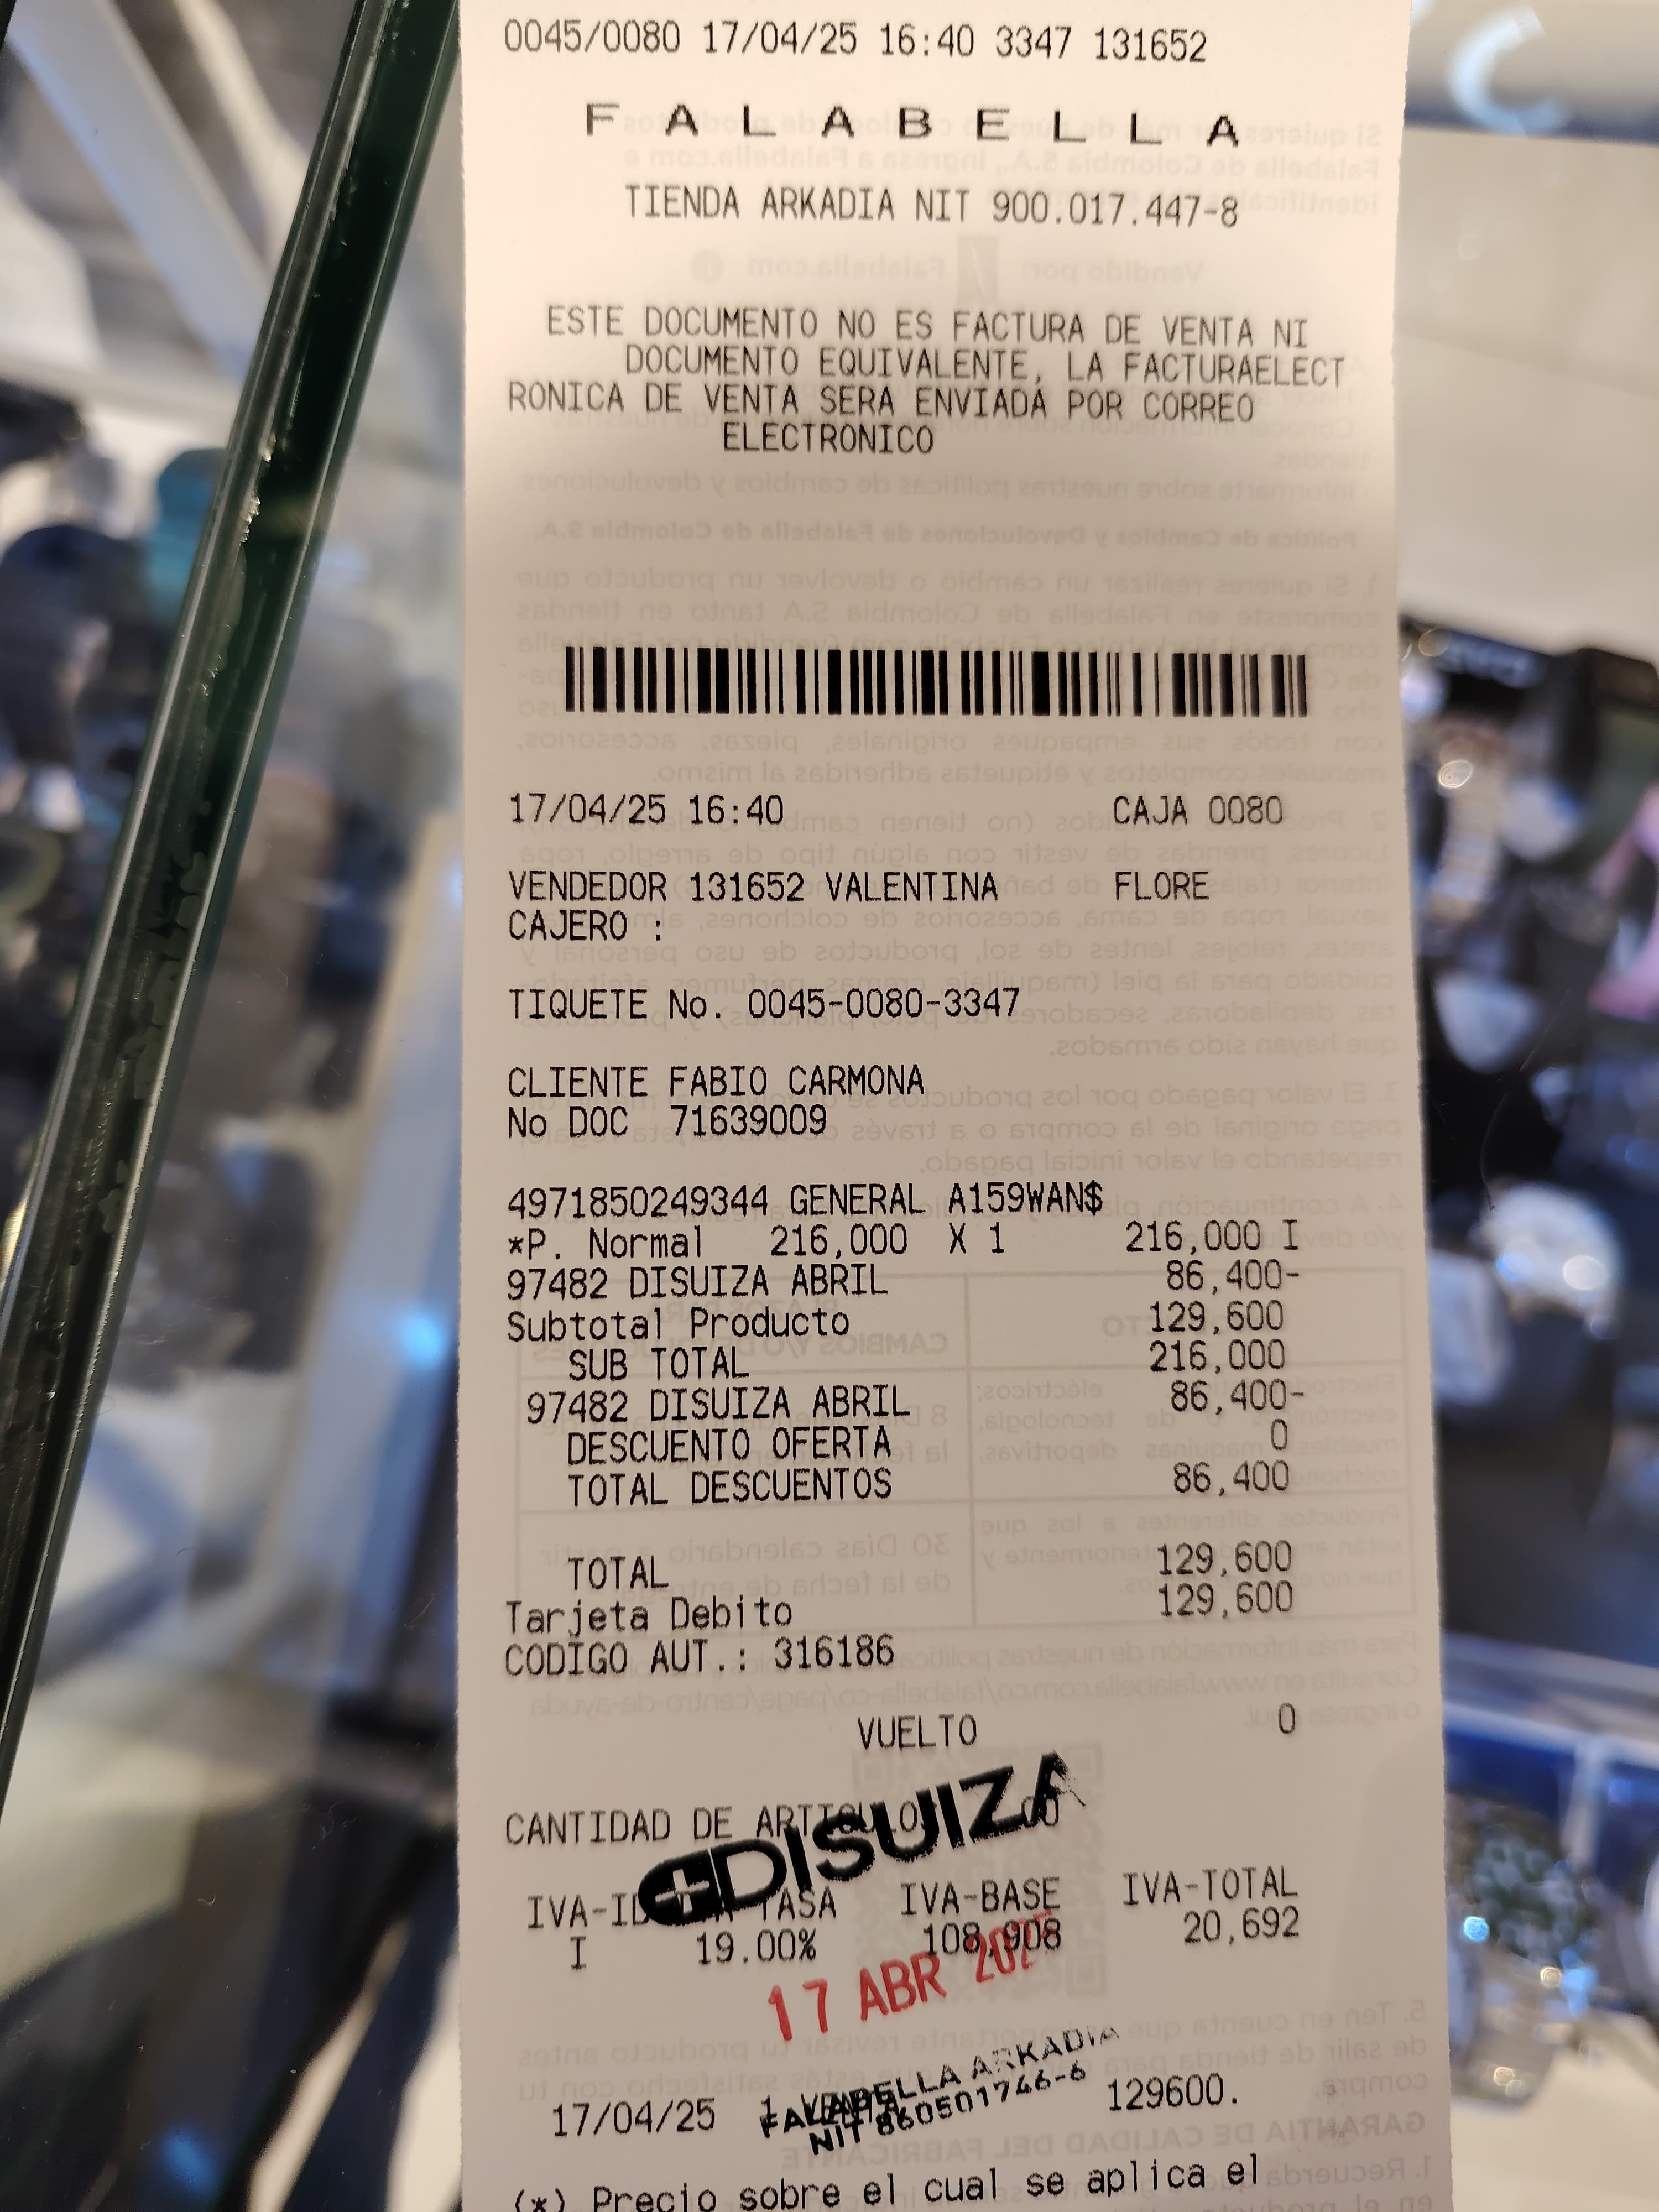 0045/0080 17/04/25 16:40 3347 131652
FALABELLA
TIENDA ARKADIA NIT 900.017.447-8
ESTE DOCUMENTO NO ES FACTURA DE VENTA NI
DOCUMENTO EQUIVALENTE, LA FACTURAELECT
RONICA DE VENTA SERA ENVIADA POR CORREO
ELECTRONICO
17/04/25 16:40 CAJA 0080
VENDEDOR 131652 VALENTINA FLORE
CAJERO :
TIQUETE No. 0045-0080-3347
CLIENTE FABIO CARMONA
No DOC 71639009
4971850249344 GENERAL A159WAN$
*P. Normal 216,000 X 1 216,000 I
97482 DISUIZA ABRIL 86,400-
Subtotal Producto 129,600
SUB TOTAL 216,000
97482 DISUIZA ABRIL 86,400-
DESCUENTO OFERTA 0
TOTAL DESCUENTOS 86,400
TOTAL 129,600
Tarjeta Debito 129,600
CODIGO AUT.: 316186
VUELTO 0
CANTIDAD DE ARTICULOS
DISUIZA
TASA IVA-BASE IVA-TOTAL
I 19.00% 108,908 20,692
17 ABR 2025
FALABELLA ARKADIA
NIT 860501746-6
17/04/25 1 129600.
(*) Precio sobre el cual se aplica el